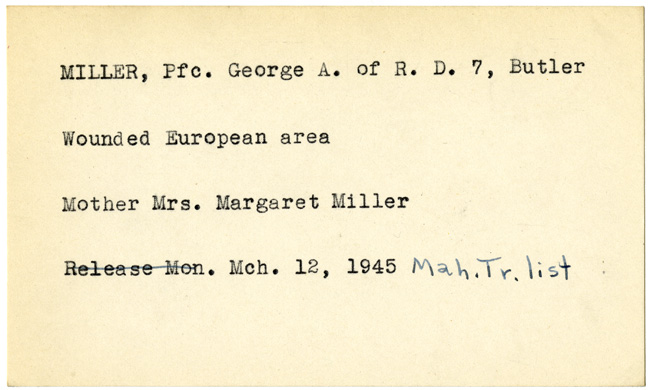 MILLER, Pfc. George A. of R. D. 7, Butler
Wounded European area
Mother Mrs. Margaret Miller
Release Mon. Mch. 12, 1945 Mah. Tr. list